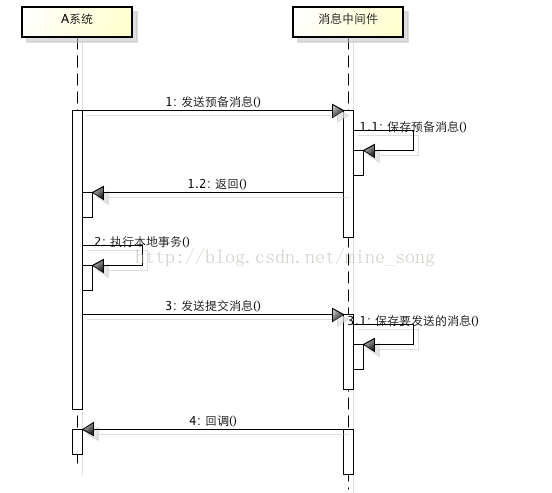 A系统
消息中间件
1: 发送预备消息()
1.1: 保存预备消息()
1.2: 返回()
2: 执行本地事务()
http://blog.csdn.net/mine_song
3: 发送提交消息()
3.1: 保存要发送的消息()
4: 回调()